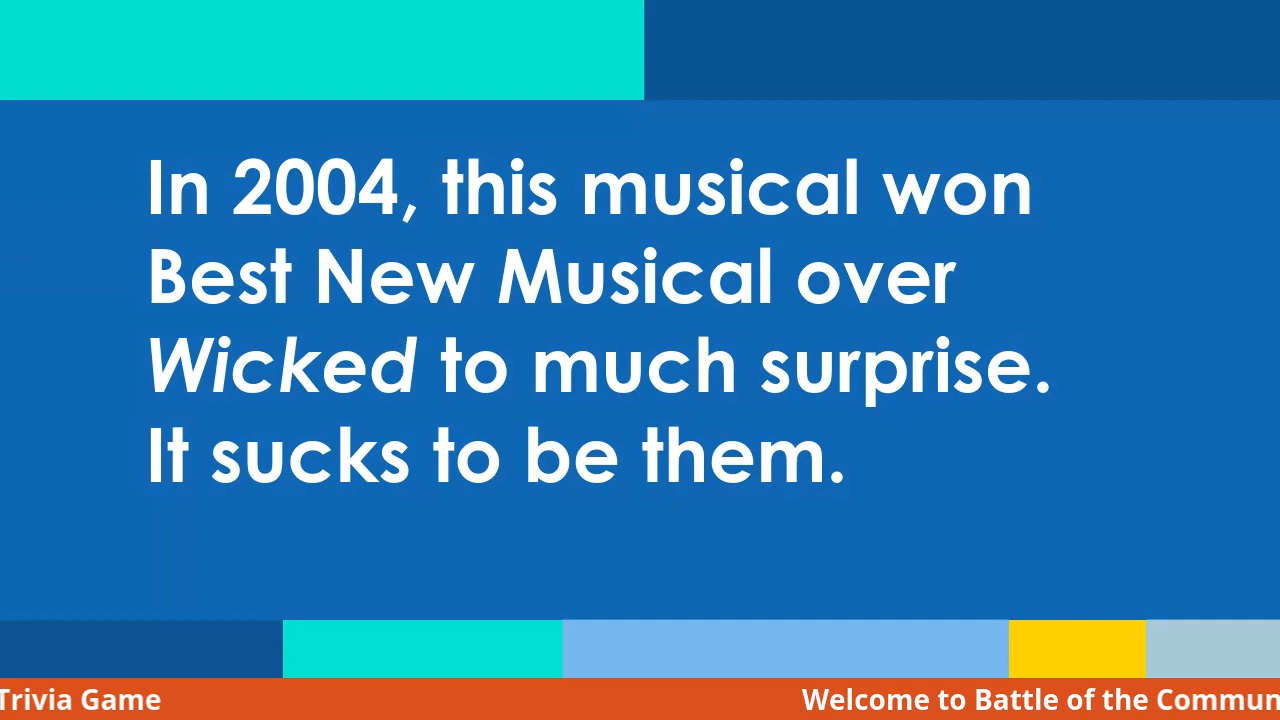 In 2004, this musical won
Best New Musical over
Wicked to much surprise.
It sucks to be them.
Trivia Game
Welcome to Battle of the Commun